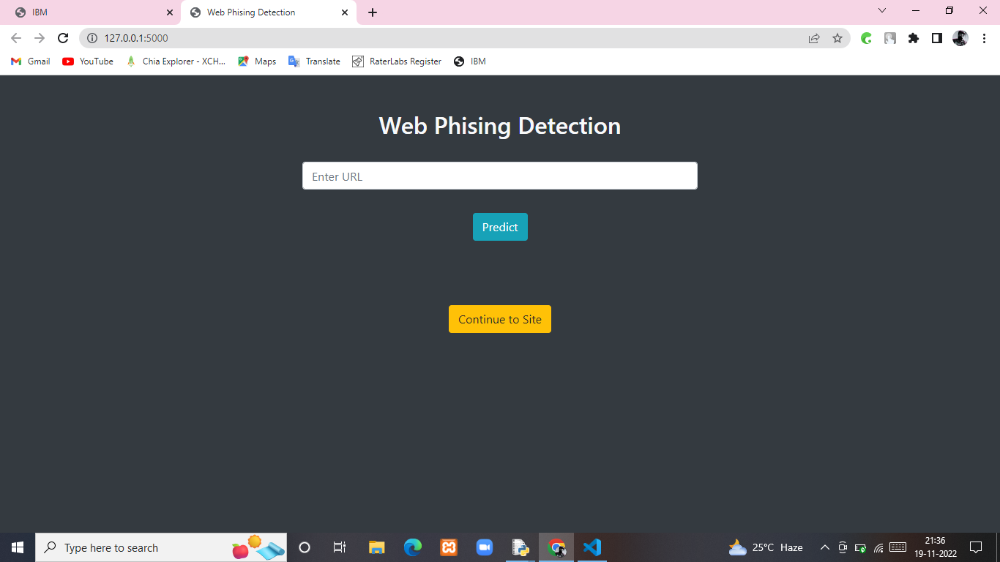 IBM
Web Phising Detection
127.0.0.1:5000
Gmail YouTube Chia Explorer - XCH... Maps Translate RaterLabs Register IBM
Web Phising Detection
Enter URL
Predict
Continue to Site
Type here to search
25°C Haze
21:36
19-11-2022